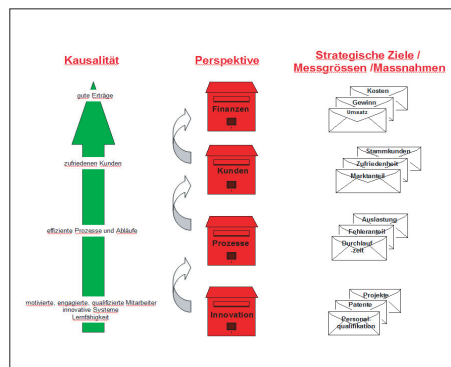 Kausalität
gute Erträge
zufriedenen Kunden
effiziente Prozesse und Abläufe
motivierte, engagierte, qualifizierte Mitarbeiter
innovative Systeme
Lernfähigkeit
Perspektive
Finanzen
Kunden
Prozesse
Innovation
Strategische Ziele /
Messgrössen /Massnahmen
Kosten
Gewinn
Umsatz
Stammkunden
Zufriedenheit
Marktanteil
Auslastung
Fehleranteil
Durchlauf
zeit
Projekte
Patente
Personal
qualifikation